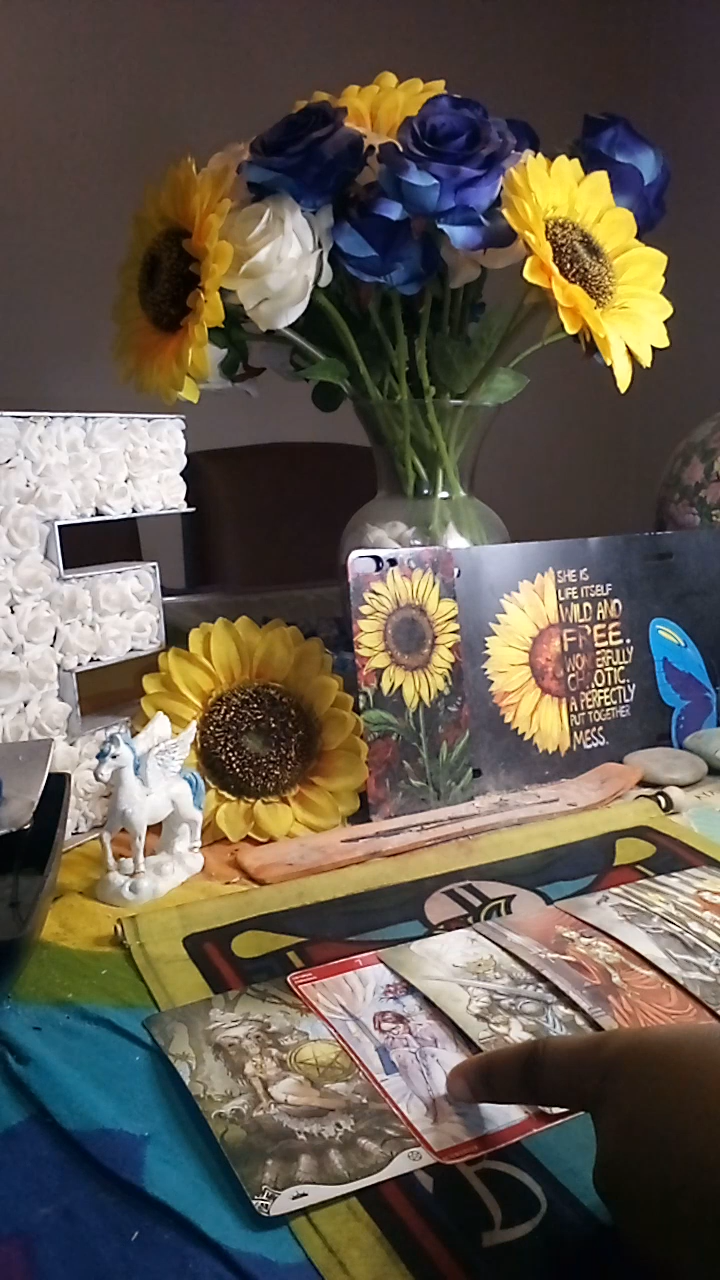 SHE IS
LIFE ITSELF
WILD AND
FREE.
WONDERFULLY
CHAOTIC.
A PERFECTLY
PUT TOGETHER
MESS.